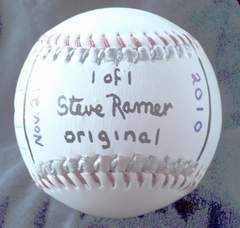 1 of 1
Steve Ramer
original
Nov. 21
2010